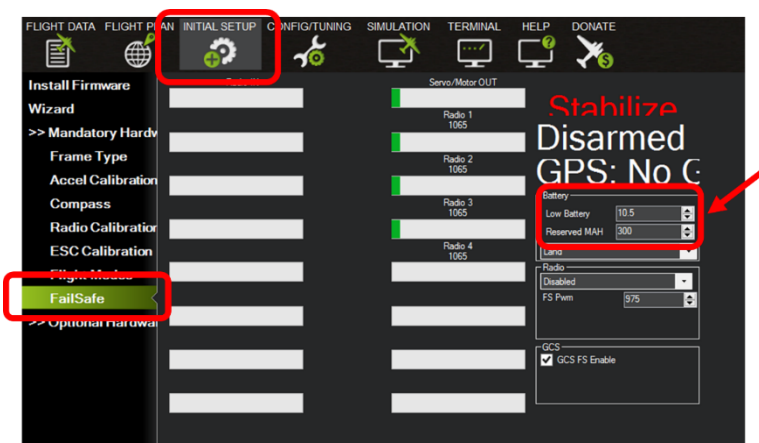 FLIGHT DATA FLIGHT PLAN INITIAL SETUP CONFIG/TUNING SIMULATION TERMINAL HELP DONATE
Install Firmware
Servo/Motor OUT
Wizard
Stabilize
>> Mandatory Hardw
Radio 1
1065
Disarmed
Frame Type
Radio 2
1065
GPS: No G
Accel Calibration
Battery
Compass
Radio 3
1065
Low Battery 10.5
Radio Calibration
Reserved MAH 300
ESC Calibration
Radio 4
1065
Land
Flight Modes
Radio
Disabled
FailSafe
FS Pwm 975
>> Optional Hardwa
GCS
GCS FS Enable